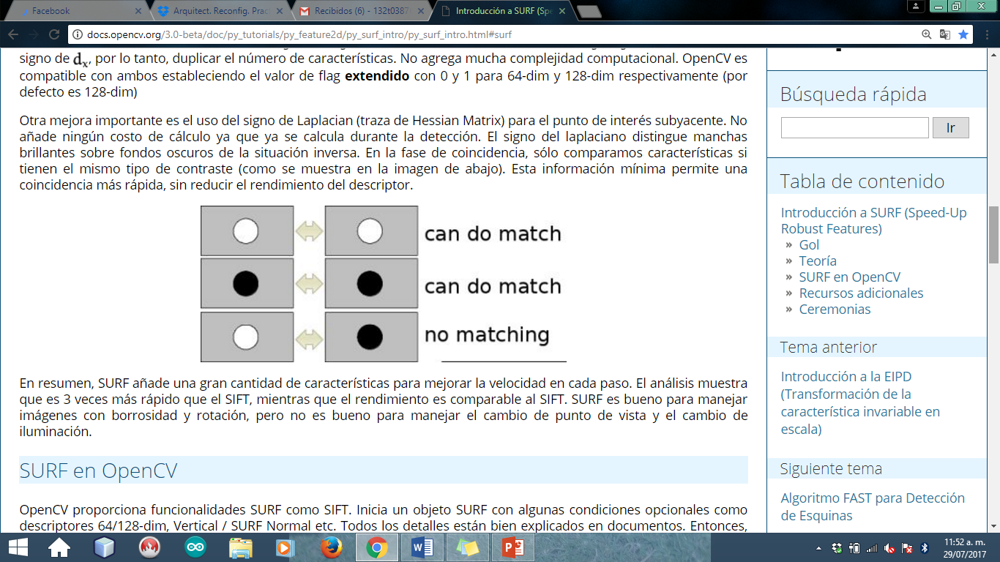 Facebook
Arquitect. Reconfig. Prac
Recibidos (6) - 132t0387
Introducción a SURF (Spe
docs.opencv.org/3.0-beta/doc/py_tutorials/py_feature2d/py_surf_intro/py_surf_intro.html#surf
signo de dx, por lo tanto, duplicar el número de características. No agrega mucha complejidad computacional. OpenCV es
compatible con ambos estableciendo el valor de flag extendido con 0 y 1 para 64-dim y 128-dim respectivamente (por
defecto es 128-dim)
Otra mejora importante es el uso del signo de Laplacian (traza de Hessian Matrix) para el punto de interés subyacente. No
añade ningún costo de cálculo ya que ya se calcula durante la detección. El signo del laplaciano distingue manchas
brillantes sobre fondos oscuros de la situación inversa. En la fase de coincidencia, sólo comparamos características si
tienen el mismo tipo de contraste (como se muestra en la imagen de abajo). Esta información mínima permite una
coincidencia más rápida, sin reducir el rendimiento del descriptor.
can do match
can do match
no matching
En resumen, SURF añade una gran cantidad de características para mejorar la velocidad en cada paso. El análisis muestra
que es 3 veces más rápido que el SIFT, mientras que el rendimiento es comparable al SIFT. SURF es bueno para manejar
imágenes con borrosidad y rotación, pero no es bueno para manejar el cambio de punto de vista y el cambio de
iluminación.
SURF en OpenCV
OpenCV proporciona funcionalidades SURF como SIFT. Inicia un objeto SURF con algunas condiciones opcionales como
descriptores 64/128-dim, Vertical / SURF Normal etc. Todos los detalles están bien explicados en documentos. Entonces,
Búsqueda rápida
Ir
Tabla de contenido
Introducción a SURF (Speed-Up
Robust Features)
» Gol
» Teoría
» SURF en OpenCV
» Recursos adicionales
» Ceremonias
Tema anterior
Introducción a la EIPD
(Transformación de la
característica invariable en
escala)
Siguiente tema
Algoritmo FAST para Detección
de Esquinas
11:52 a. m.
29/07/2017